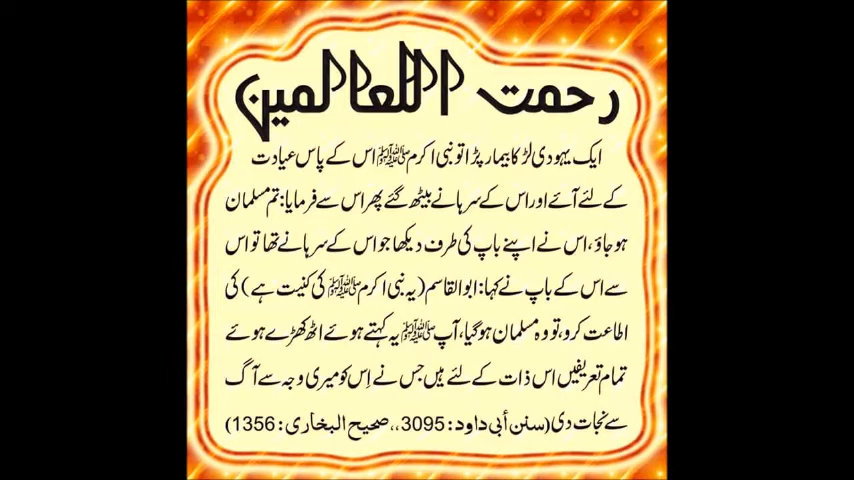 رحمت اللعالمین
ایک یہودی لڑکا بیمار پڑا تو نبی اکرم ﷺ اس کے پاس عیادت
کے لئے آئے اور اس کے سرہانے بیٹھ گئے پھر اس سے فرمایا: تم مسلمان
ہو جاؤ، اس نے اپنے باپ کی طرف دیکھا جو اس کے سرہانے تھا تو اس
سے اس کے باپ نے کہا: ابوالقاسم (یہ نبی اکرم ﷺ کی کنیت ہے) کی
اطاعت کرو، تو وہ مسلمان ہو گیا، آپ ﷺ یہ کہتے ہوئے اٹھ کھڑے ہوئے
تمام تعریفیں اس ذات کے لئے ہیں جس نے اِس کو میری وجہ سے آگ
سے نجات دی (سنن أبی داود: 3095،، صحیح البخاری: 1356)